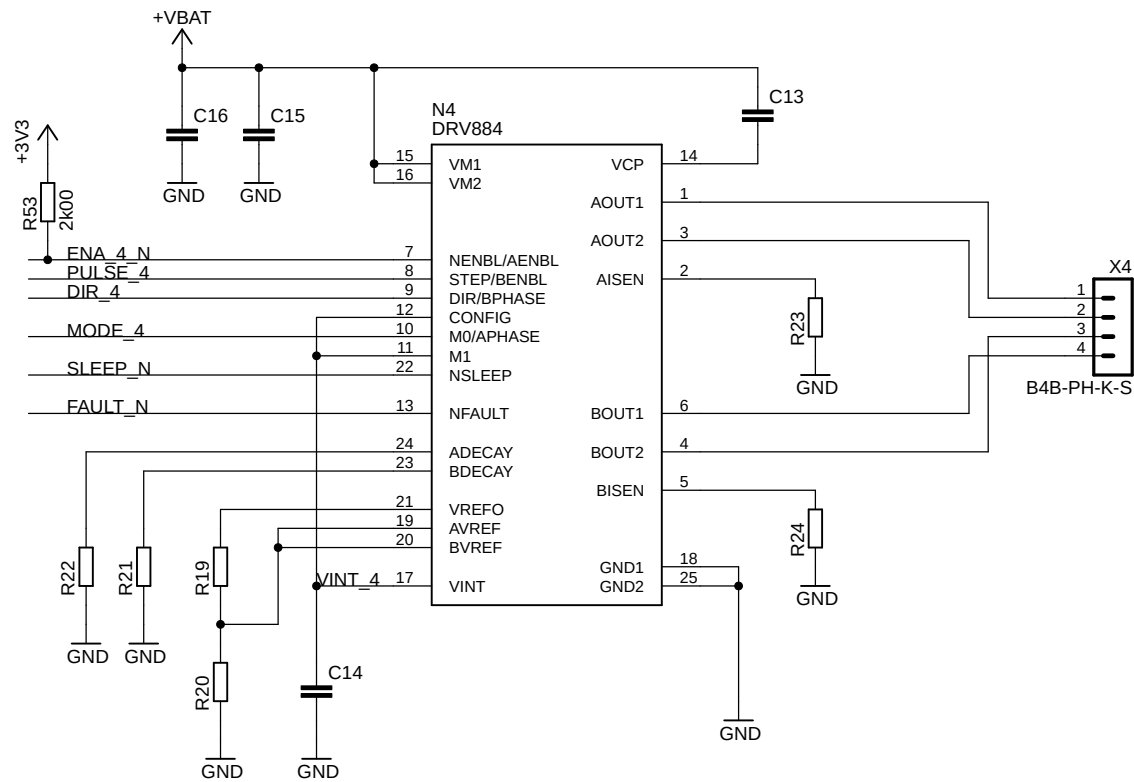 +VBAT
C16
C15
C13
+3V3
R53
2k00
GND
GND
N4
DRV884
15
VM1
16
VM2
VCP
14
AOUT1
1
AOUT2
3
AISEN
2
ENA_4_N
7
NENBL/AENBL
PULSE_4
8
STEP/BENBL
DIR_4
9
DIR/BPHASE
12
CONFIG
MODE_4
10
M0/APHASE
11
M1
SLEEP_N
22
NSLEEP
FAULT_N
13
NFAULT
R23
GND
X4
1
2
3
4
B4B-PH-K-S
BOUT1
6
BOUT2
4
BISEN
5
24
ADECAY
23
BDECAY
21
VREFO
19
AVREF
20
BVREF
VINT_4
17
VINT
R24
GND
GND1
18
GND2
25
R22
R21
R19
GND
GND
R20
C14
GND
GND
GND